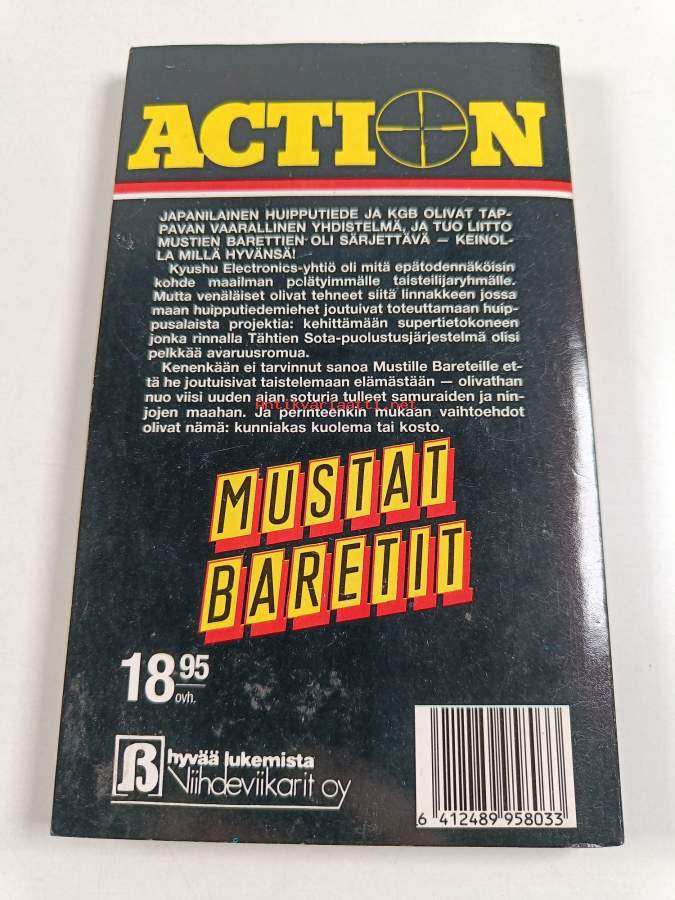 ACTION
JAPANILAINEN HUIPPUTIEDE JA KGB OLIVAT TAP-
PAVAN VAARALLINEN YHDISTELMÄ, JA TUO LIITTO
MUSTIEN BARETTIEN OLI SÄRJETTÄVÄ — KEINOL-
LA MILLÄ HYVÄNSÄ!
Kyushu Electronics-yhtiö oli mitä epätodennäköisin
kohde maailman pelätyimmälle taisteilijaryhmälle.
Mutta venäläiset olivat tehneet siitä linnakkeen jossa
maan huipputiedemiehet joutuivat toteuttamaan huip-
pusalaista projektia: kehittämään supertietokoneen
jonka rinnalla Tähtien Sota-puolustusjärjestelmä olisi
pelkkää avaruusromua.
Kenenkään ei tarvinnut sanoa Mustille Bareteille et-
tä he joutuisivat taistelemaan elämästään — olivathan
nuo viisi uuden ajan soturia tulleet samuraiden ja nin-
Antikvariaatti.net
jojen maahan. Ja perinteenkin mukaan vaihtoehdot
olivat nämä: kunniakas kuolema tai kosto.
MUSTAT
BARETIT
18 95
ovh.
hyvää lukemista
Viihdeviikarit oy
6 412489 958033